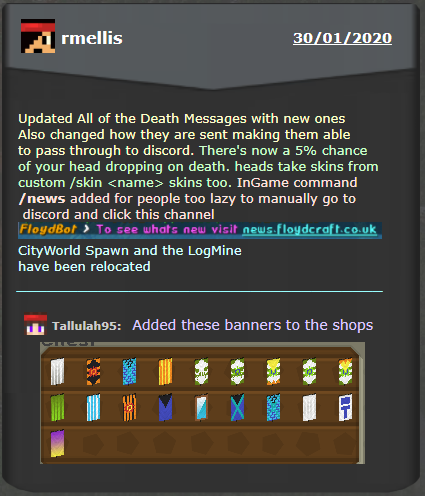 rmellis
30/01/2020
Updated All of the Death Messages with new ones
Also changed how they are sent making them able
to pass through to discord. There's now a 5% chance
of your head dropping on death. heads take skins from
custom /skin <name> skins too. InGame command
/news added for people too lazy to manually go to
discord and click this channel
FloydBot > To see whats new visit news.floydcraft.co.uk
CityWorld Spawn and the LogMine
have been relocated
Tallulah95: Added these banners to the shops